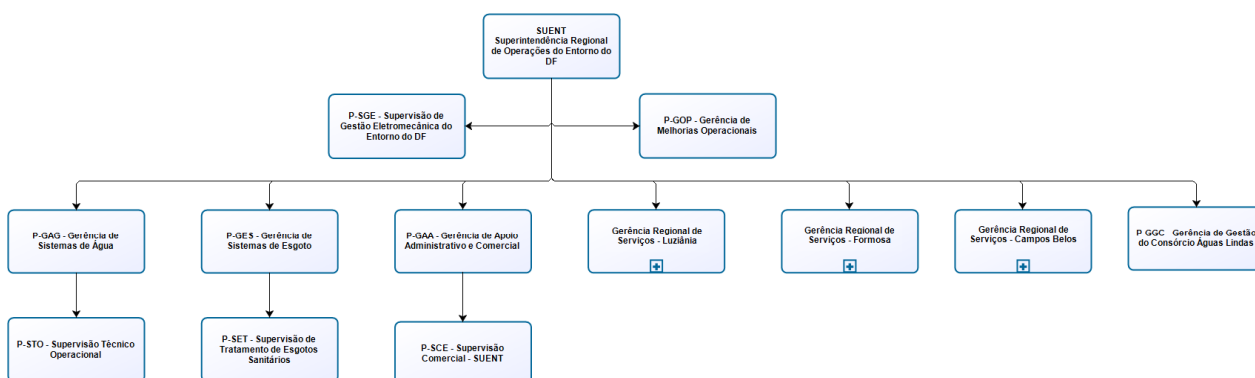 SUENT
Superintendência Regional
de Operações do Entorno do
DF
P-SGE - Supervisão de
Gestão Eletromecânica do
Entorno do DF
P-GOP - Gerência de
Melhorias Operacionais
P-GAG - Gerência de
Sistemas de Água
P-GES - Gerência de
Sistemas de Esgoto
P-GAA - Gerência de Apoio
Administrativo e Comercial
Gerência Regional de
Serviços - Luziânia
Gerência Regional de
Serviços - Formosa
Gerência Regional de
Serviços - Campos Belos
P GGC Gerência de Gestão
do Consórcio Águas Lindas
P-STO - Supervisão Técnico
Operacional
P-SET - Supervisão de
Tratamento de Esgotos
Sanitários
P-SCE - Supervisão
Comercial - SUENT